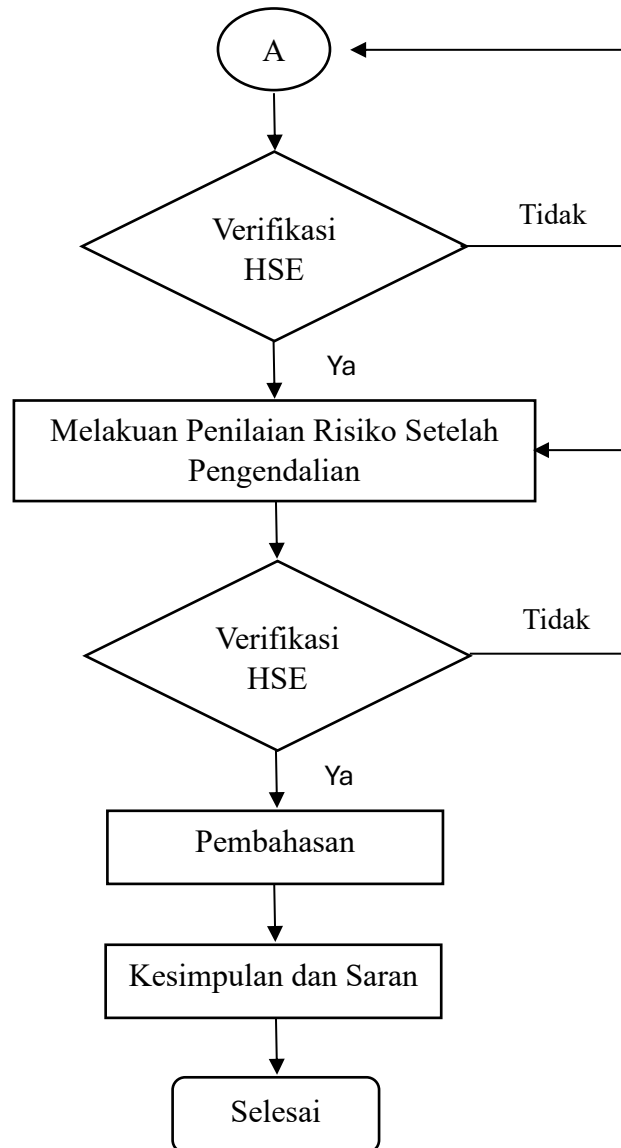 A
Verifikasi
HSE
Tidak
Ya
Melakuan Penilaian Risiko Setelah
Pengendalian
Verifikasi
HSE
Tidak
Ya
Pembahasan
Kesimpulan dan Saran
Selesai